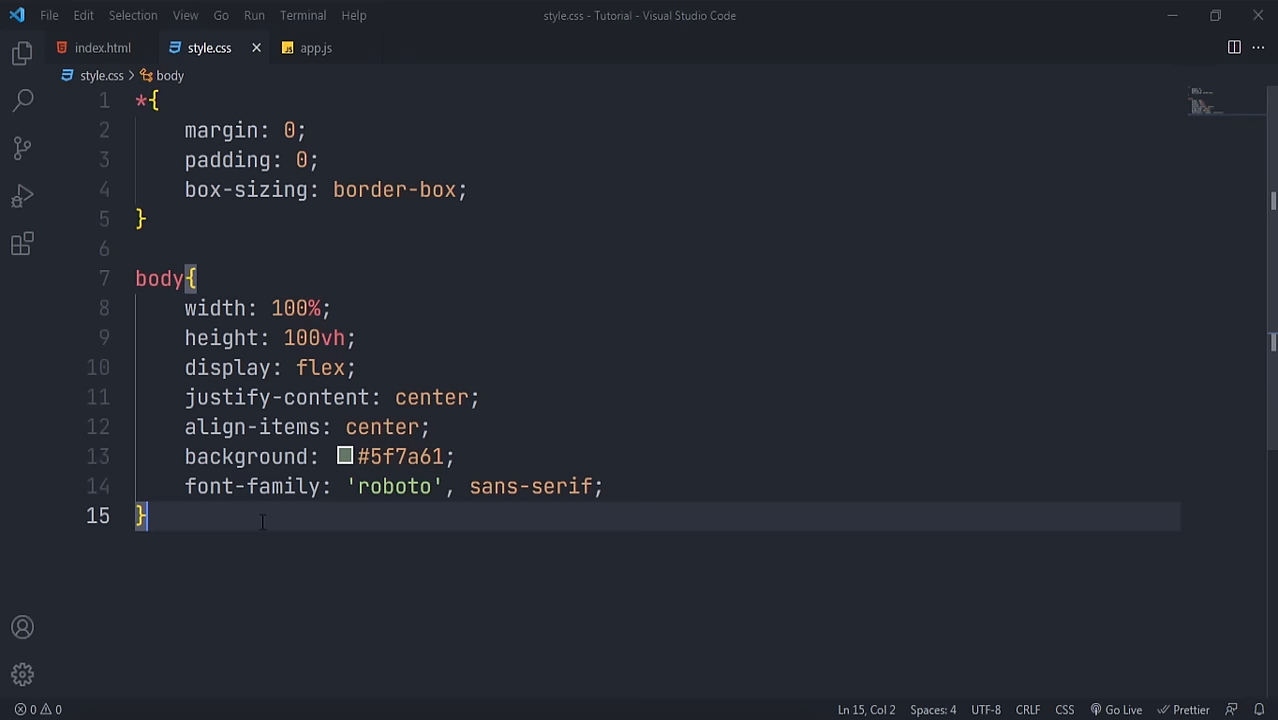 File Edit Selection View Go Run Terminal Help style.css - Tutorial - Visual Studio Code
index.html style.css JS app.js
style.css > body
1 *{
2 margin: 0;
3 padding: 0;
4 box-sizing: border-box;
5 }
6
7 body{
8 width: 100%;
9 height: 100vh;
10 display: flex;
11 justify-content: center;
12 align-items: center;
13 background: #5f7a61;
14 font-family: 'roboto', sans-serif;
15 }
0 0 Ln 15, Col 2 Spaces: 4 UTF-8 CRLF CSS Go Live Prettier